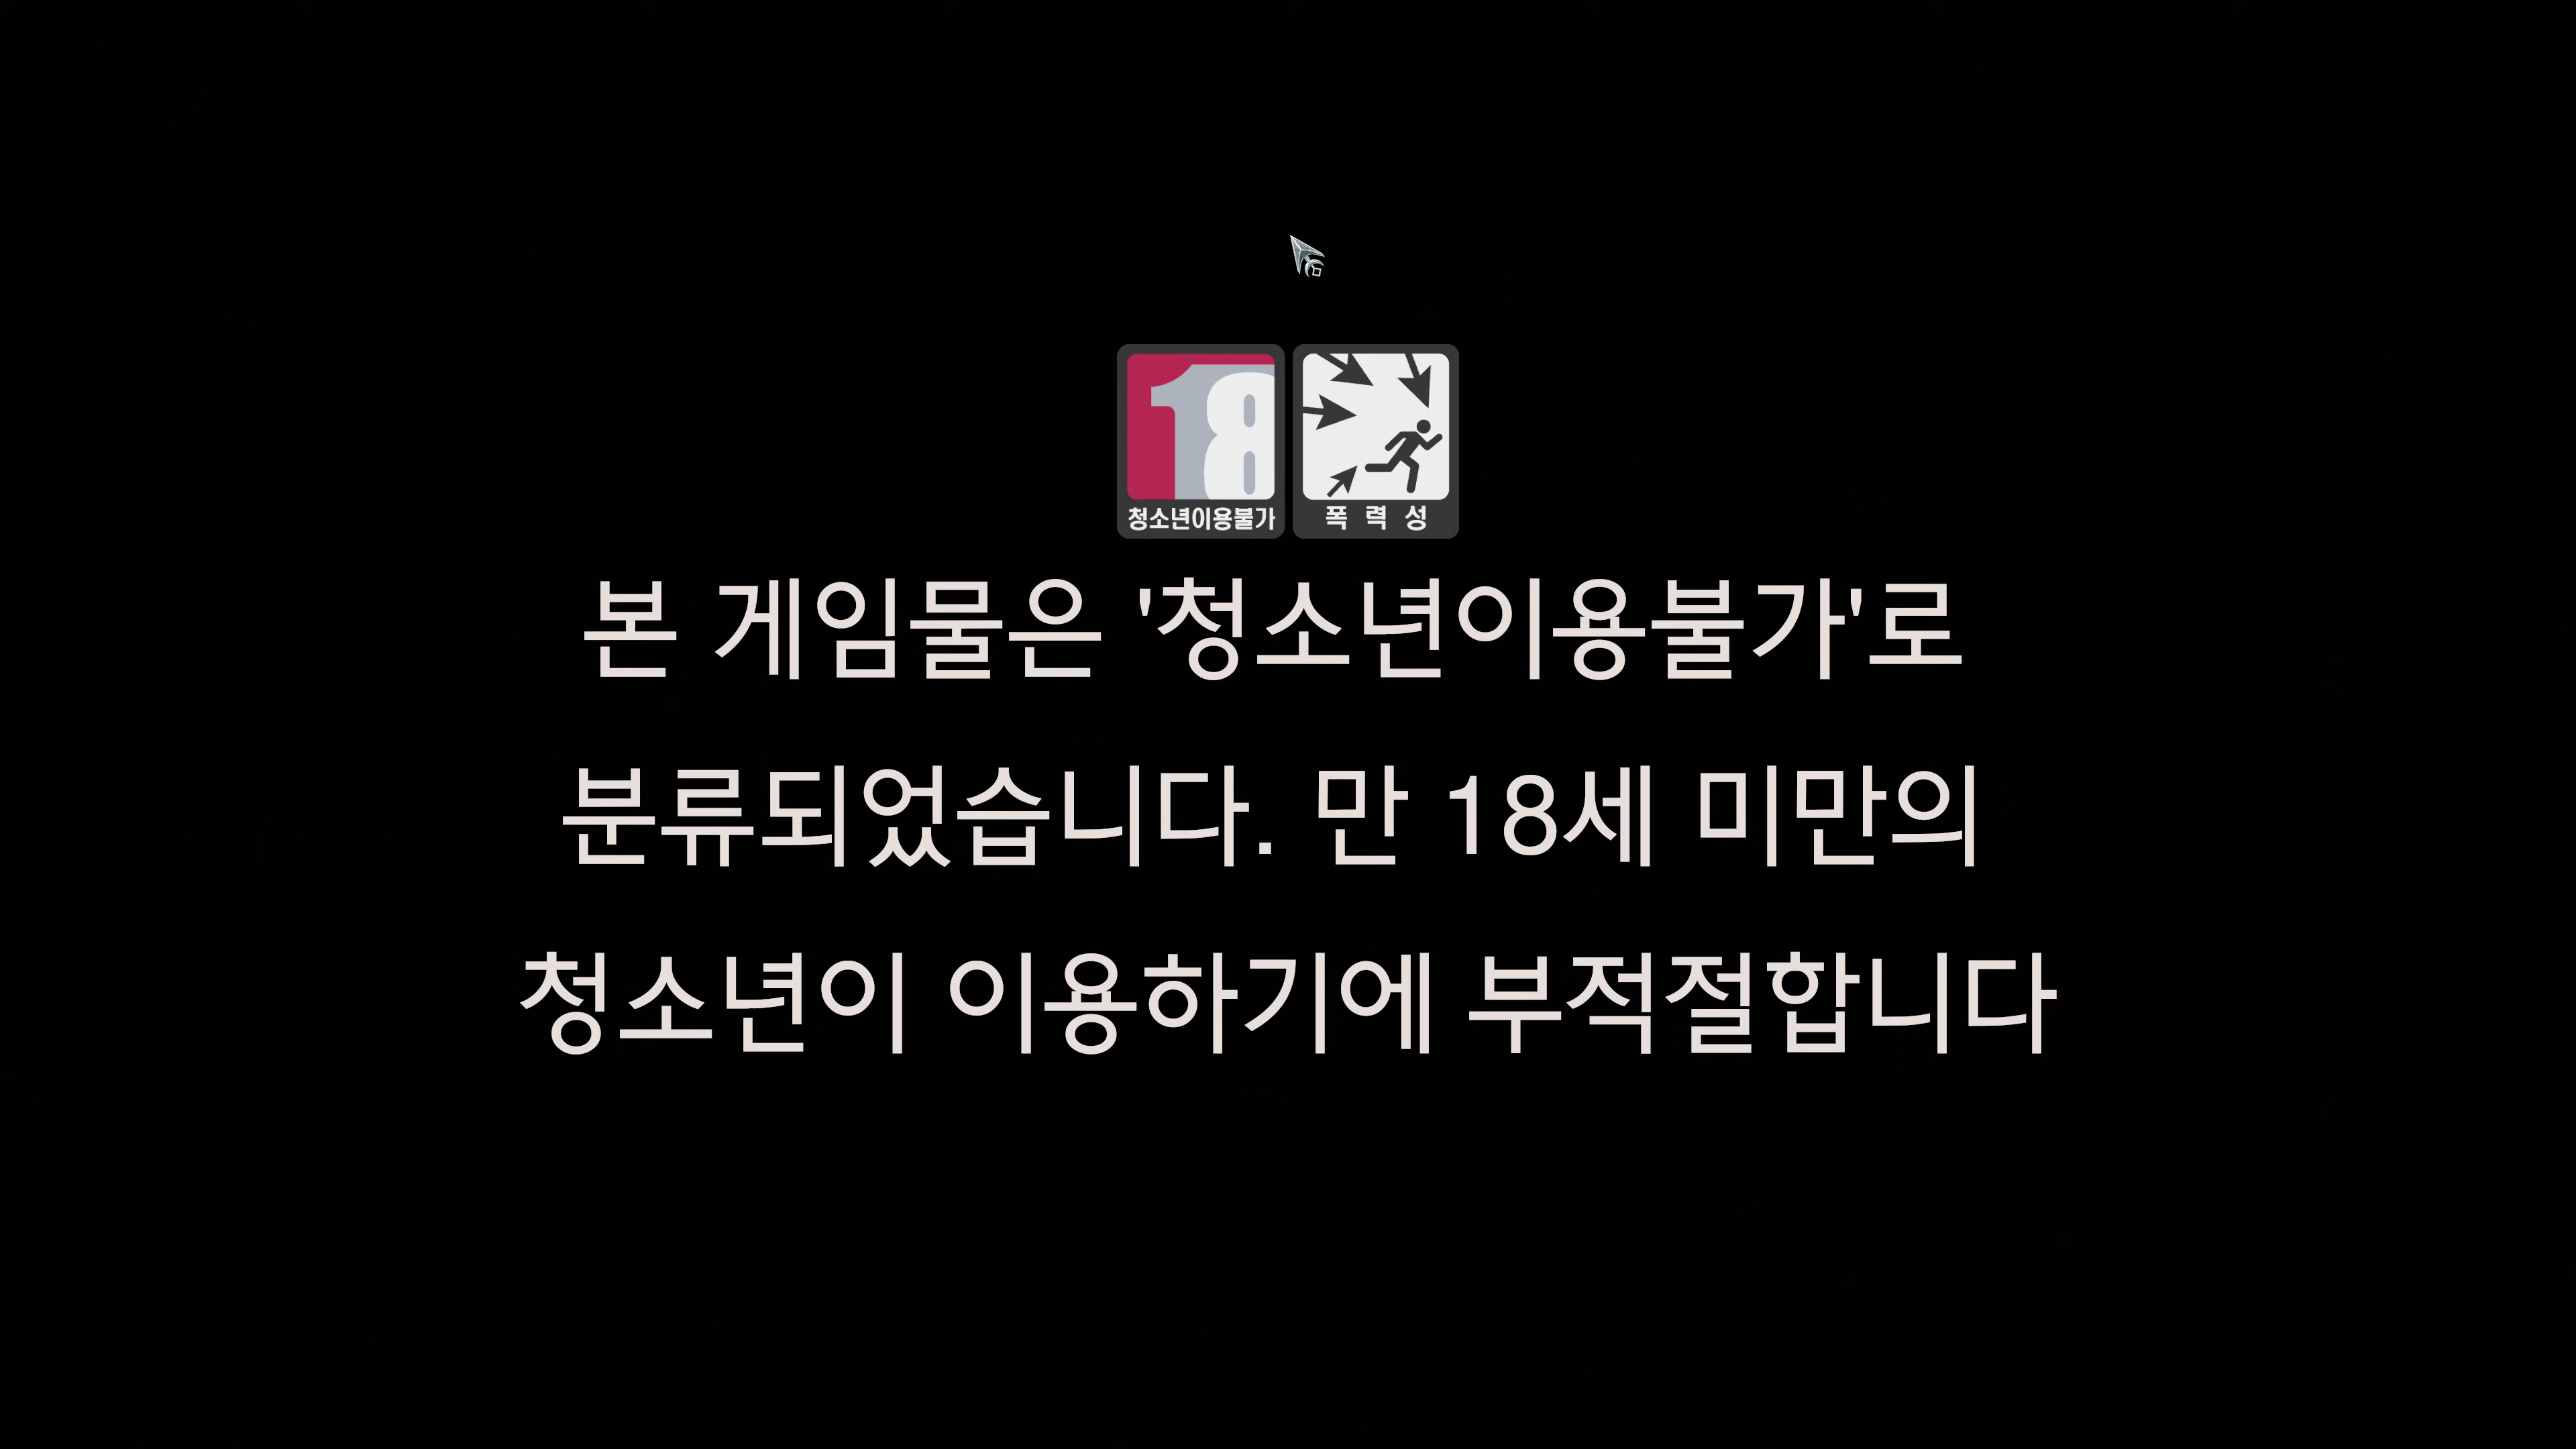 18
청소년이용불가
폭력성
본 게임물은 '청소년이용불가'로
분류되었습니다. 만 18세 미만의
청소년이 이용하기에 부적절합니다